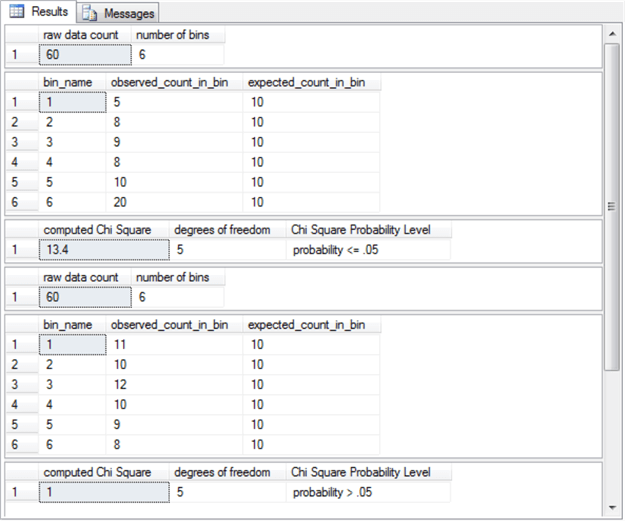 Results Messages
raw data count number of bins
1 60 6
bin_name observed_count_in_bin expected_count_in_bin
1 1 5 10
2 2 8 10
3 3 9 10
4 4 8 10
5 5 10 10
6 6 20 10
computed Chi Square degrees of freedom Chi Square Probability Level
1 13.4 5 probability <= .05
raw data count number of bins
1 60 6
bin_name observed_count_in_bin expected_count_in_bin
1 1 11 10
2 2 10 10
3 3 12 10
4 4 10 10
5 5 9 10
6 6 8 10
computed Chi Square degrees of freedom Chi Square Probability Level
1 1 5 probability > .05